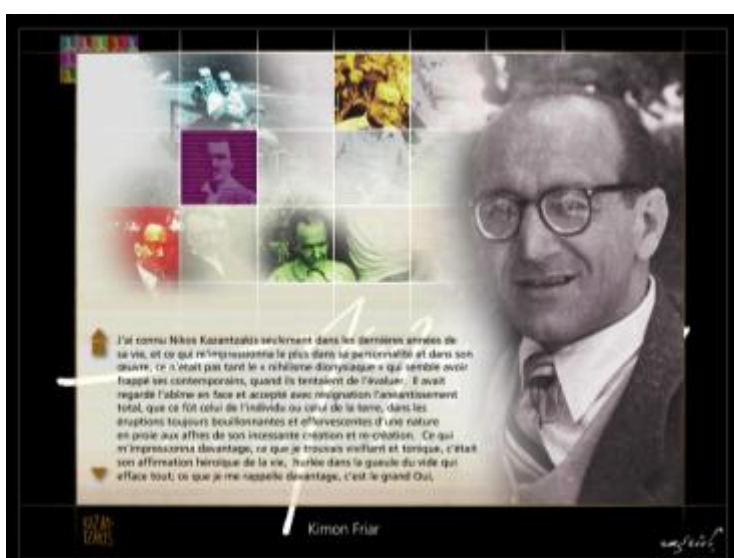 J'ai connu Nikos Kazantzakis seulement dans les dernières années de
sa vie, et ce qui m'impressionna le plus dans sa personnalité et dans son
œuvre, ce n'était pas tant le « nihilisme dionysiaque » qui semble avoir
frappé ses contemporains, quand ils tentaient de l'évaluer. Il avait
regardé l'abîme en face et accepté avec résignation l'anéantissement
total, que ce fût celui de l'individu ou celui de la terre, dans les
éruptions toujours bouillonnantes et effervescentes d'une nature
en proie aux affres de son incessante création et re-création. Ce qui
m'impressionna davantage, ce que je trouvais vivifiant et tonique, c'était
son affirmation héroïque de la vie, hurlée dans la gueule du vide qui
efface tout; ce que je me rappelle davantage, c'est le grand Oui,
KAZAN-
TZAKIS
Kimon Friar